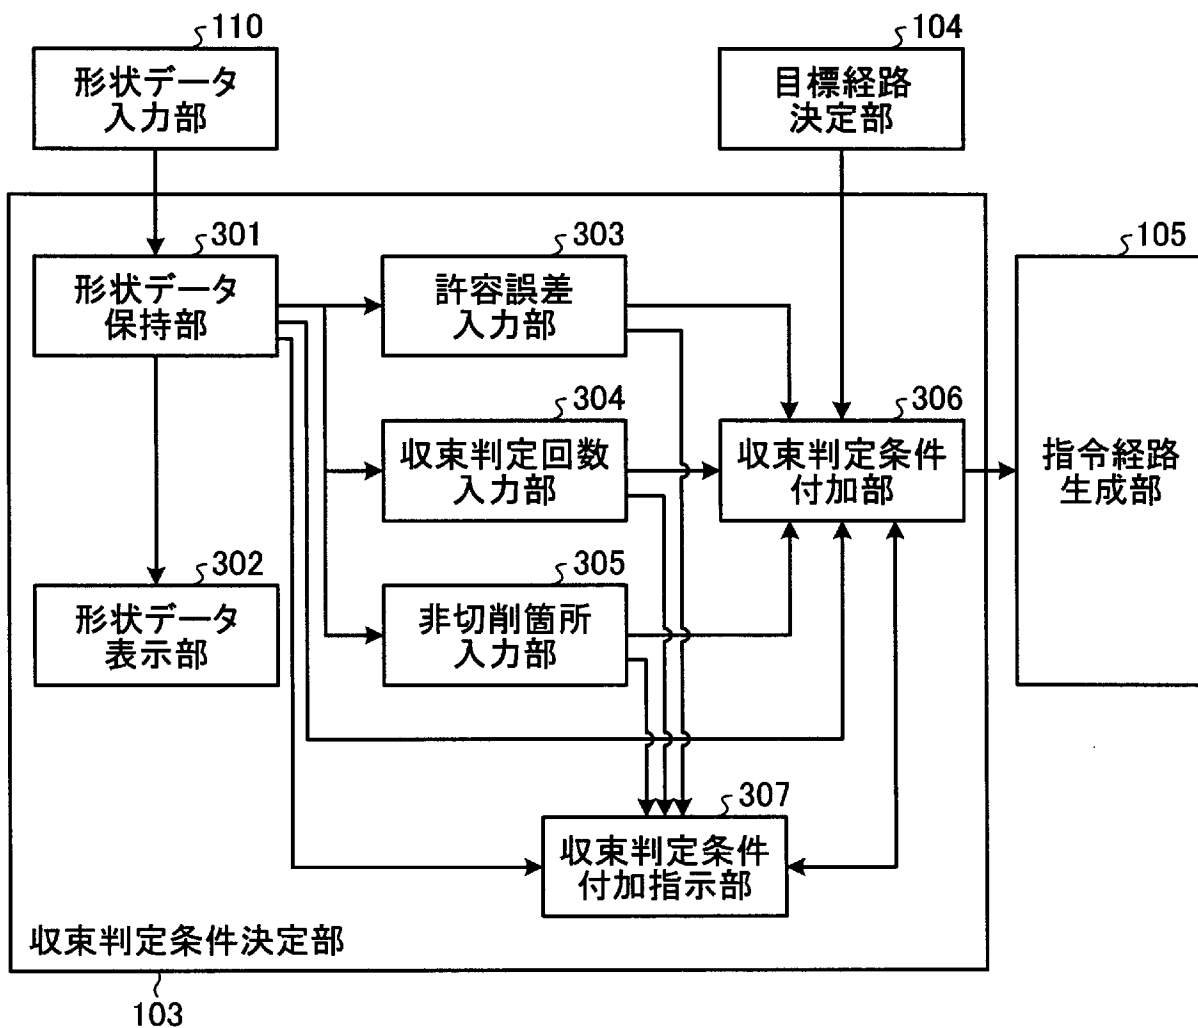 110
形状データ
入力部
104
目標経路
決定部
301
形状データ
保持部
303
許容誤差
入力部
105
指令経路
生成部
304
収束判定回数
入力部
306
収束判定条件
付加部
302
形状データ
表示部
305
非切削箇所
入力部
307
収束判定条件
付加指示部
収束判定条件決定部
103